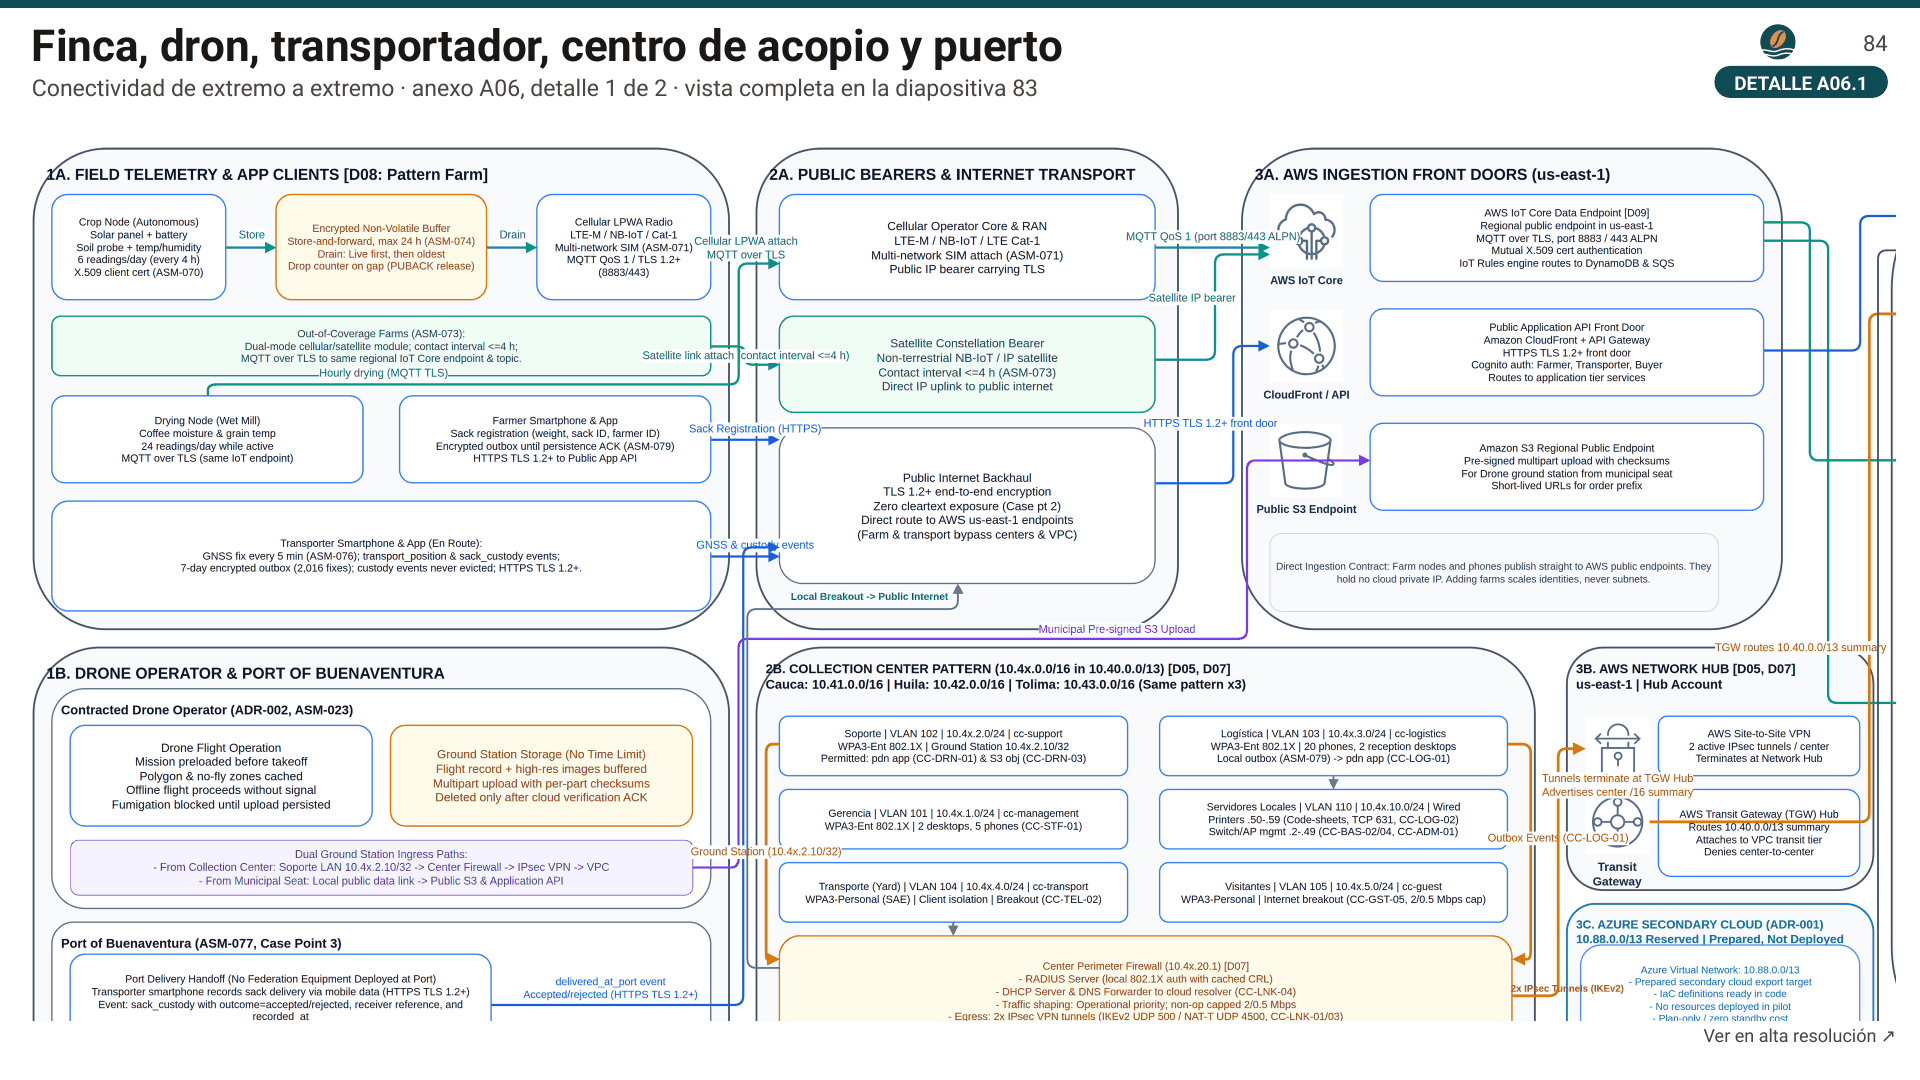 Finca, dron, transportador, centro de acopio y puerto
Conectividad de extremo a extremo · anexo A06, detalle 1 de 2 · vista completa en la diapositiva 83
84
DETALLE A06.1
1A. FIELD TELEMETRY & APP CLIENTS [D08: Pattern Farm]
Crop Node (Autonomous)
Solar panel + battery
Soil probe + temp/humidity
6 readings/day (every 4 h)
X.509 client cert (ASM-070)
Store
Encrypted Non-Volatile Buffer
Store-and-forward, max 24 h (ASM-074)
Drain: Live first, then oldest
Drop counter on gap (PUBACK release)
Drain
Cellular LPWA Radio
LTE-M / NB-IoT / Cat-1
Multi-network SIM (ASM-071)
MQTT QoS 1 / TLS 1.2+
(8883/443)
Cellular LPWA attach
MQTT over TLS
Out-of-Coverage Farms (ASM-073):
Dual-mode cellular/satellite module; contact interval <=4 h;
MQTT over TLS to same regional IoT Core endpoint & topic.
Satellite link attach (contact interval <=4 h)
Hourly drying (MQTT TLS)
Drying Node (Wet Mill)
Coffee moisture & grain temp
24 readings/day while active
MQTT over TLS (same IoT endpoint)
Farmer Smartphone & App
Sack registration (weight, sack ID, farmer ID)
Encrypted outbox until persistence ACK (ASM-079)
HTTPS TLS 1.2+ to Public App API
Sack Registration (HTTPS)
Transporter Smartphone & App (En Route):
GNSS fix every 5 min (ASM-076); transport_position & sack_custody events;
7-day encrypted outbox (2,016 fixes); custody events never evicted; HTTPS TLS 1.2+.
GNSS & custody events
2A. PUBLIC BEARERS & INTERNET TRANSPORT
Cellular Operator Core & RAN
LTE-M / NB-IoT / LTE Cat-1
Multi-network SIM attach (ASM-071)
Public IP bearer carrying TLS
MQTT QoS 1 (port 8883/443 ALPN)
Satellite IP bearer
Satellite Constellation Bearer
Non-terrestrial NB-IoT / IP satellite
Contact interval <=4 h (ASM-073)
Direct IP uplink to public internet
HTTPS TLS 1.2+ front door
Public Internet Backhaul
TLS 1.2+ end-to-end encryption
Zero cleartext exposure (Case pt 2)
Direct route to AWS us-east-1 endpoints
(Farm & transport bypass centers & VPC)
Local Breakout -> Public Internet
Municipal Pre-signed S3 Upload
3A. AWS INGESTION FRONT DOORS (us-east-1)
AWS IoT Core
AWS IoT Core Data Endpoint [D09]
Regional public endpoint in us-east-1
MQTT over TLS, port 8883 / 443 ALPN
Mutual X.509 cert authentication
IoT Rules engine routes to DynamoDB & SQS
CloudFront / API
Public Application API Front Door
Amazon CloudFront + API Gateway
HTTPS TLS 1.2+ front door
Cognito auth: Farmer, Transporter, Buyer
Routes to application tier services
Public S3 Endpoint
Amazon S3 Regional Public Endpoint
Pre-signed multipart upload with checksums
For Drone ground station from municipal seat
Short-lived URLs for order prefix
Direct Ingestion Contract: Farm nodes and phones publish straight to AWS public endpoints. They
hold no cloud private IP. Adding farms scales identities, never subnets.
TGW routes 10.40.0.0/13 summary
1B. DRONE OPERATOR & PORT OF BUENAVENTURA
Contracted Drone Operator (ADR-002, ASM-023)
Drone Flight Operation
Mission preloaded before takeoff
Polygon & no-fly zones cached
Offline flight proceeds without signal
Fumigation blocked until upload persisted
Ground Station Storage (No Time Limit)
Flight record + high-res images buffered
Multipart upload with per-part checksums
Deleted only after cloud verification ACK
Dual Ground Station Ingress Paths:
- From Collection Center: Soporte LAN 10.4x.2.10/32 -> Center Firewall -> IPsec VPN -> VPC
- From Municipal Seat: Local public data link -> Public S3 & Application API
Ground Station (10.4x.2.10/32)
Port of Buenaventura (ASM-077, Case Point 3)
Port Delivery Handoff (No Federation Equipment Deployed at Port)
Transporter smartphone records sack delivery via mobile data (HTTPS TLS 1.2+)
Event: sack_custody with outcome=accepted/rejected, receiver reference, and
recorded_at
delivered_at_port event
Accepted/rejected (HTTPS TLS 1.2+)
2B. COLLECTION CENTER PATTERN (10.4x.0.0/16 in 10.40.0.0/13) [D05, D07]
Cauca: 10.41.0.0/16 | Huila: 10.42.0.0/16 | Tolima: 10.43.0.0/16 (Same pattern x3)
Soporte | VLAN 102 | 10.4x.2.0/24 | cc-support
WPA3-Ent 802.1X | Ground Station 10.4x.2.10/32
Permitted: pdn app (CC-DRN-01) & S3 obj (CC-DRN-03)
Logística | VLAN 103 | 10.4x.3.0/24 | cc-logistics
WPA3-Ent 802.1X | 20 phones, 2 reception desktops
Local outbox (ASM-079) -> pdn app (CC-LOG-01)
Gerencia | VLAN 101 | 10.4x.1.0/24 | cc-management
WPA3-Ent 802.1X | 2 desktops, 5 phones (CC-STF-01)
Servidores Locales | VLAN 110 | 10.4x.10.0/24 | Wired
Printers .50-.59 (Code-sheets, TCP 631, CC-LOG-02)
Switch/AP mgmt .2-.49 (CC-BAS-02/04, CC-ADM-01)
Outbox Events (CC-LOG-01)
Transporte (Yard) | VLAN 104 | 10.4x.4.0/24 | cc-transport
WPA3-Personal (SAE) | Client isolation | Breakout (CC-TEL-02)
Visitantes | VLAN 105 | 10.4x.5.0/24 | cc-guest
WPA3-Personal | Internet breakout (CC-GST-05, 2/0.5 Mbps cap)
Center Perimeter Firewall (10.4x.20.1) [D07]
- RADIUS Server (local 802.1X auth with cached CRL)
- DHCP Server & DNS Forwarder to cloud resolver (CC-LNK-04)
- Traffic shaping: Operational priority; non-op capped 2/0.5 Mbps
- Egress: 2x IPsec VPN tunnels (IKEv2 UDP 500 / NAT-T UDP 4500, CC-LNK-01/03)
2x IPsec Tunnels (IKEv2)
3B. AWS NETWORK HUB [D05, D07]
us-east-1 | Hub Account
AWS Site-to-Site VPN
2 active IPsec tunnels / center
Terminates at Network Hub
Tunnels terminate at TGW Hub
Advertises center /16 summary
AWS Transit Gateway (TGW) Hub
Routes 10.40.0.0/13 summary
Attaches to VPC transit tier
Denies center-to-center
Transit
Gateway
3C. AZURE SECONDARY CLOUD (ADR-001)
10.88.0.0/13 Reserved | Prepared, Not Deployed
Azure Virtual Network: 10.88.0.0/13
- Prepared secondary cloud export target
- IaC definitions ready in code
- No resources deployed in pilot
- Plan-only / zero standby cost
Ver en alta resolución ↗